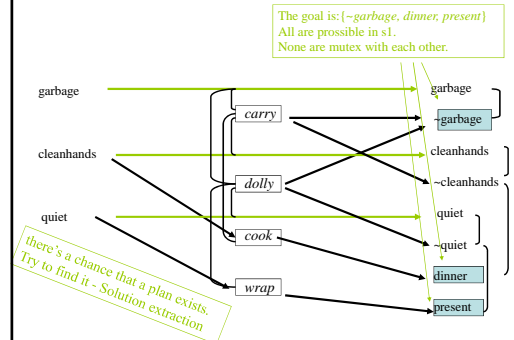 The goal is:{~garbage, dinner, present}
All are prossible in s1.
None are mutex with each other.
garbage
cleanhands
quiet
carry
dolly
cook
wrap
garbage
~garbage
cleanhands
~cleanhands
quiet
~quiet
dinner
present
there's a chance that a plan exists.
Try to find it - Solution extraction